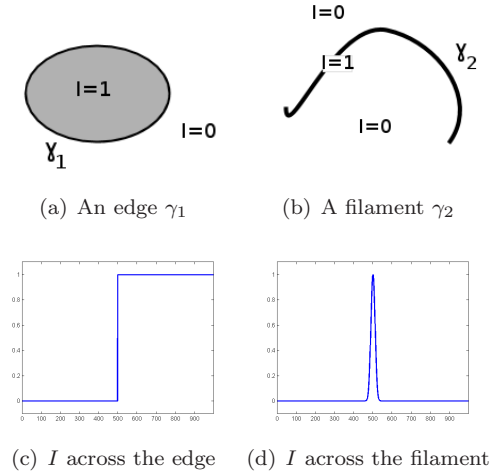 I=0
I=1
I=1
γ2
I=0
I=0
γ1
(a) An edge γ1
(b) A filament γ2
1
0.8
0.6
0.4
0.2
0
0 100 200 300 400 500 600 700 800 900
1
0.8
0.6
0.4
0.2
0
0 100 200 300 400 500 600 700 800 900
(c) I across the edge
(d) I across the filament